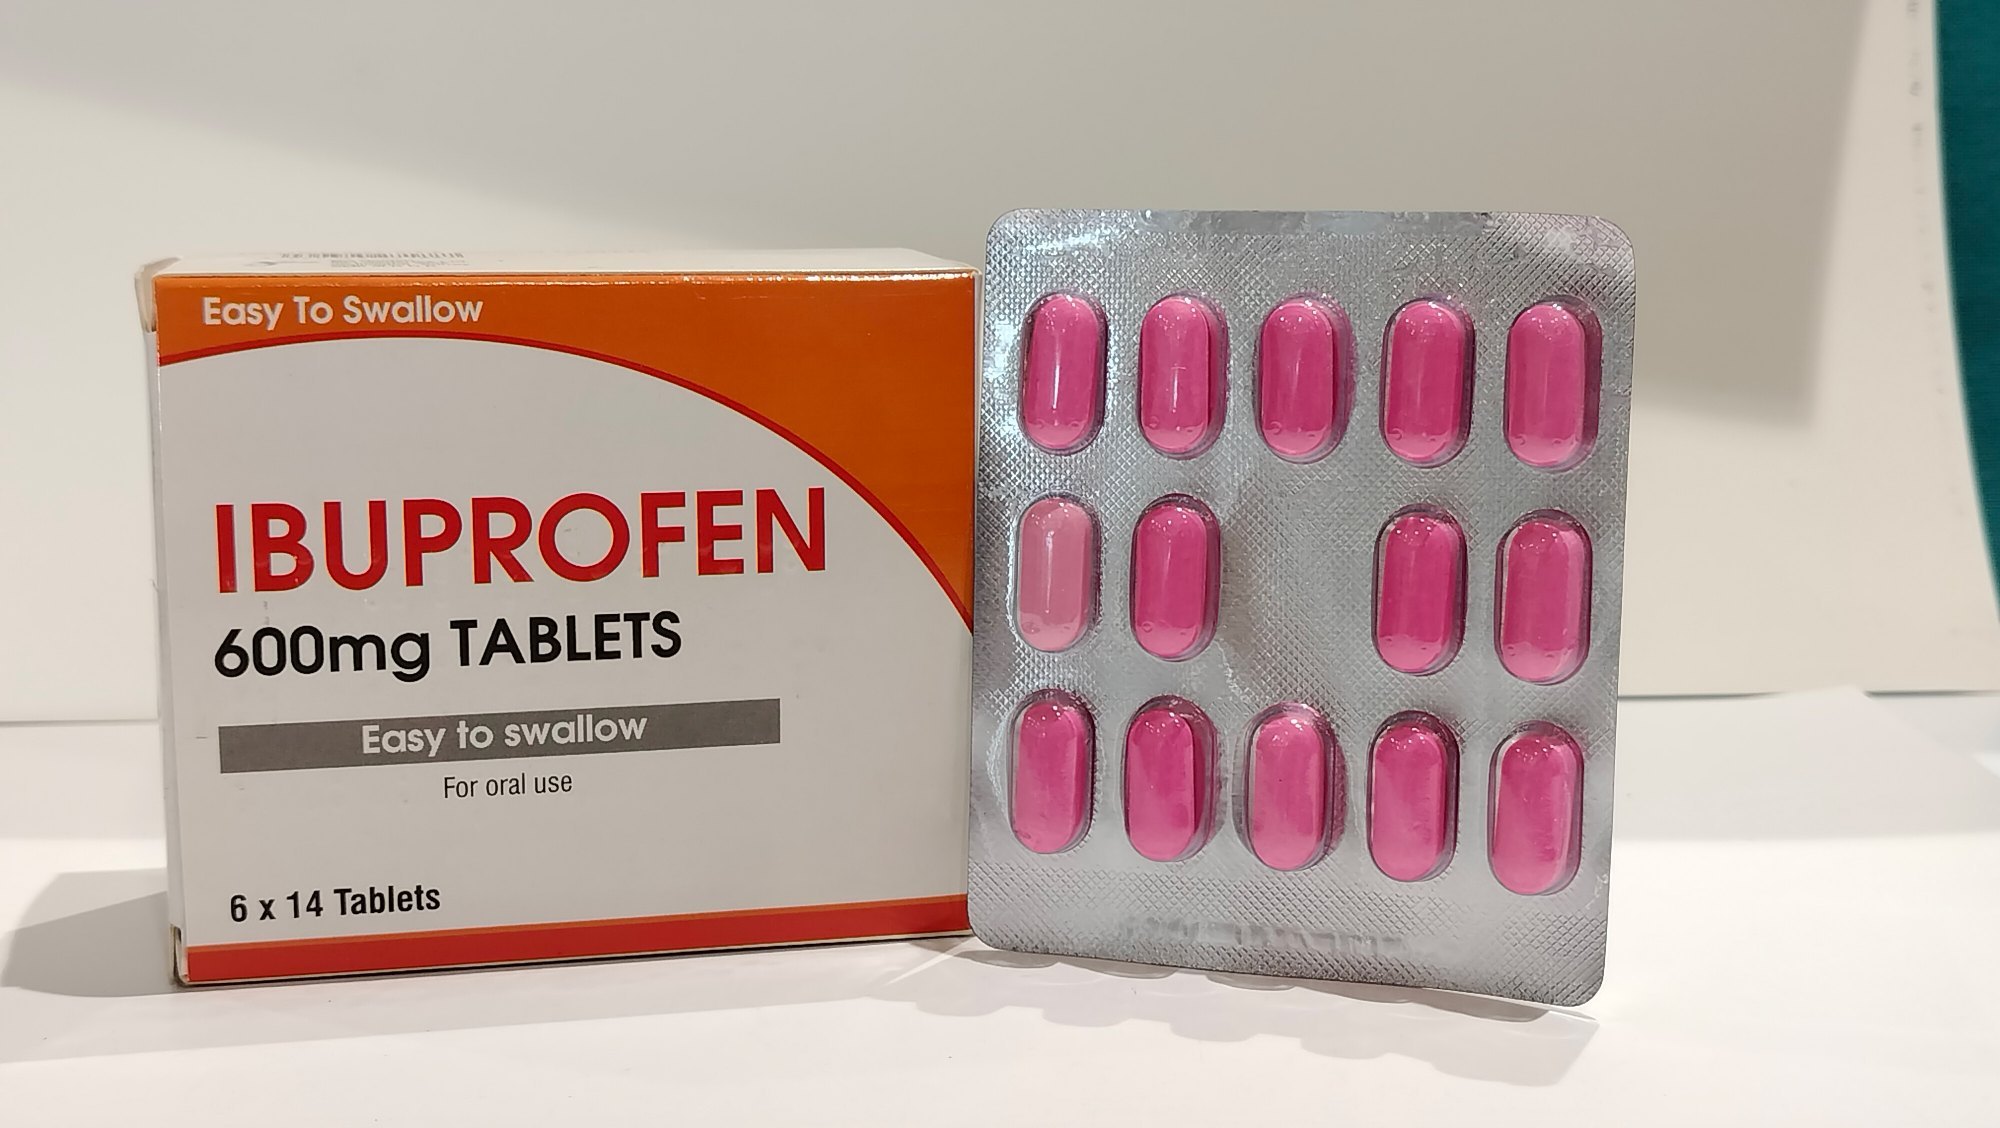 Easy To Swallow
IBUPROFEN
600mg TABLETS
Easy to swallow
For oral use
6 x 14 Tablets